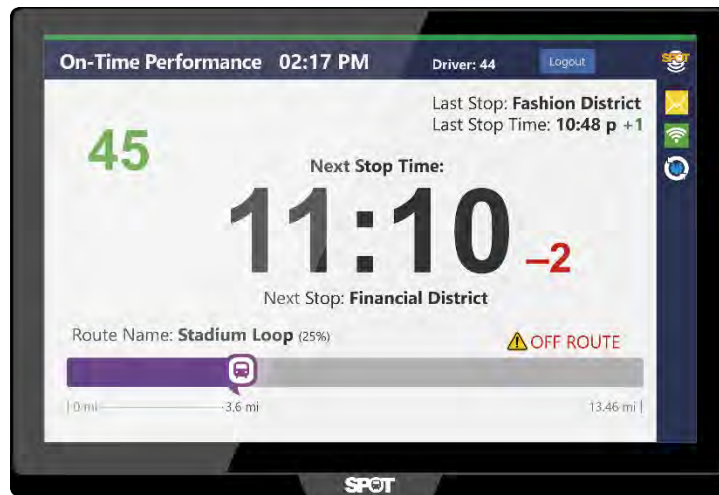 On-Time Performance 02:17 PM Driver: 44 Logout
SPOT
Last Stop: Fashion District
Last Stop Time: 10:48 p +1
45
Next Stop Time:
11:10 –2
Next Stop: Financial District
Route Name: Stadium Loop (25%)
OFF ROUTE
| 0 mi 3.6 mi 13.46 mi |
SPOT